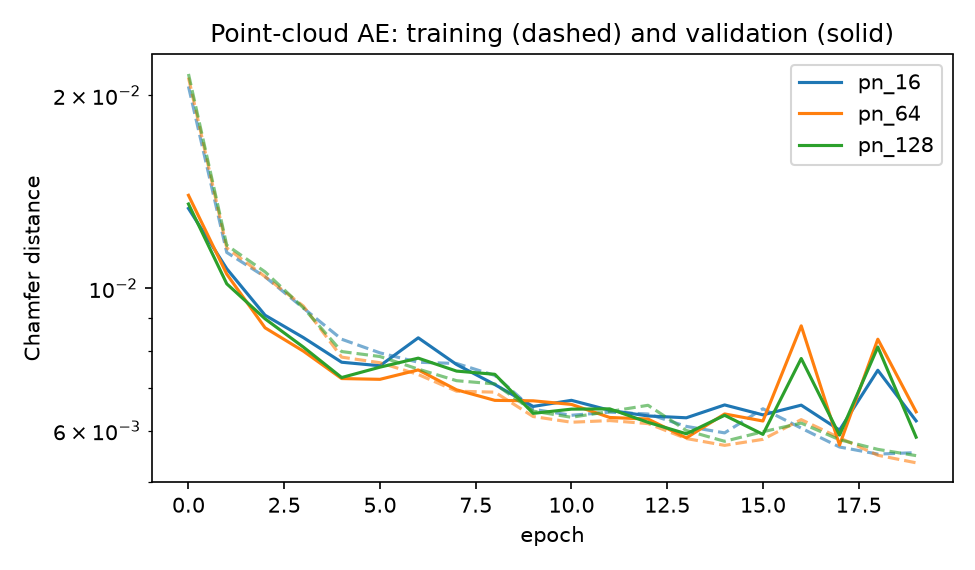 Point-cloud AE: training (dashed) and validation (solid)
pn_16
pn_64
pn_128
Chamfer distance
2 × 10⁻²
10⁻²
6 × 10⁻³
0.0 2.5 5.0 7.5 10.0 12.5 15.0 17.5
epoch